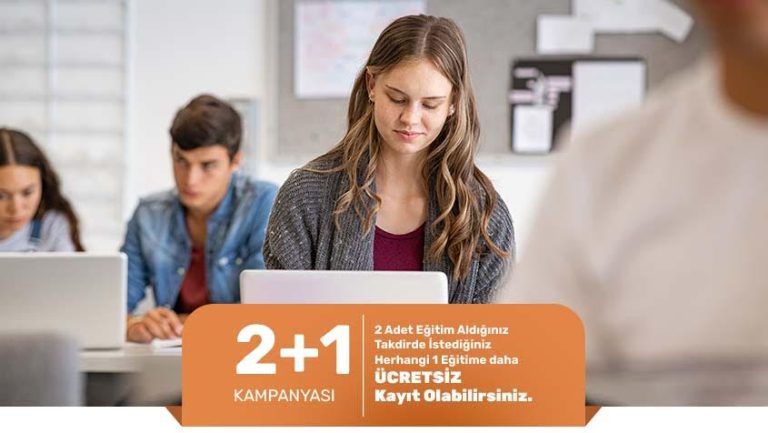 2+1
KAMPANYASI
2 Adet Eğitim Aldığınız
Takdirde İstediğiniz
Herhangi 1 Eğitime daha
ÜCRETSİZ
Kayıt Olabilirsiniz.